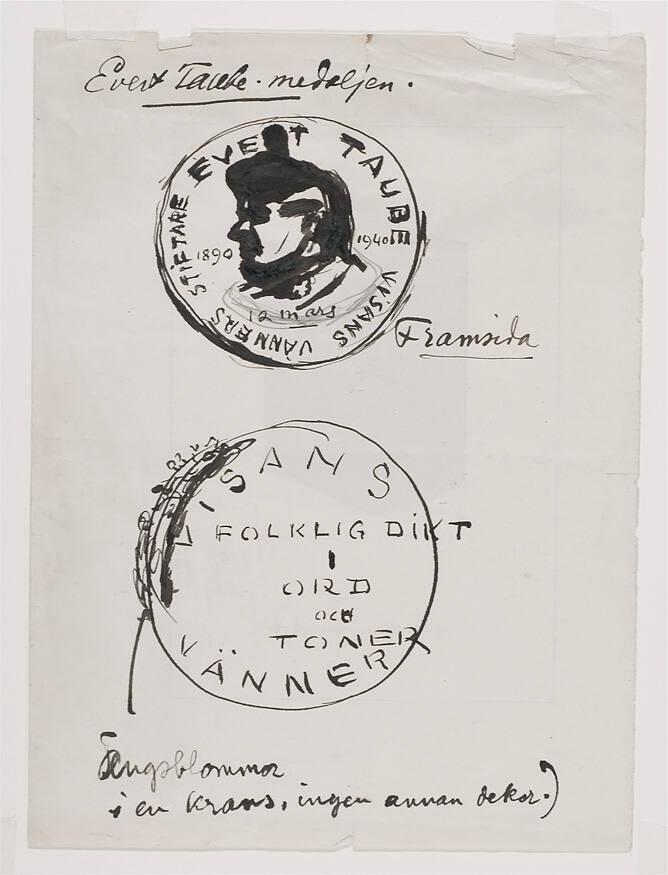 Evert Taube-medaljen.
EVERT TAUBE
VISANS VÄNNERS STIFTARE
1890 1940
12 mars
Framsida
VISANS
FOLKLIG DIKT
I
ORD
OCH
TONER
VÄNNER
Ängsblommor
i en krans, ingen annan dekor.)